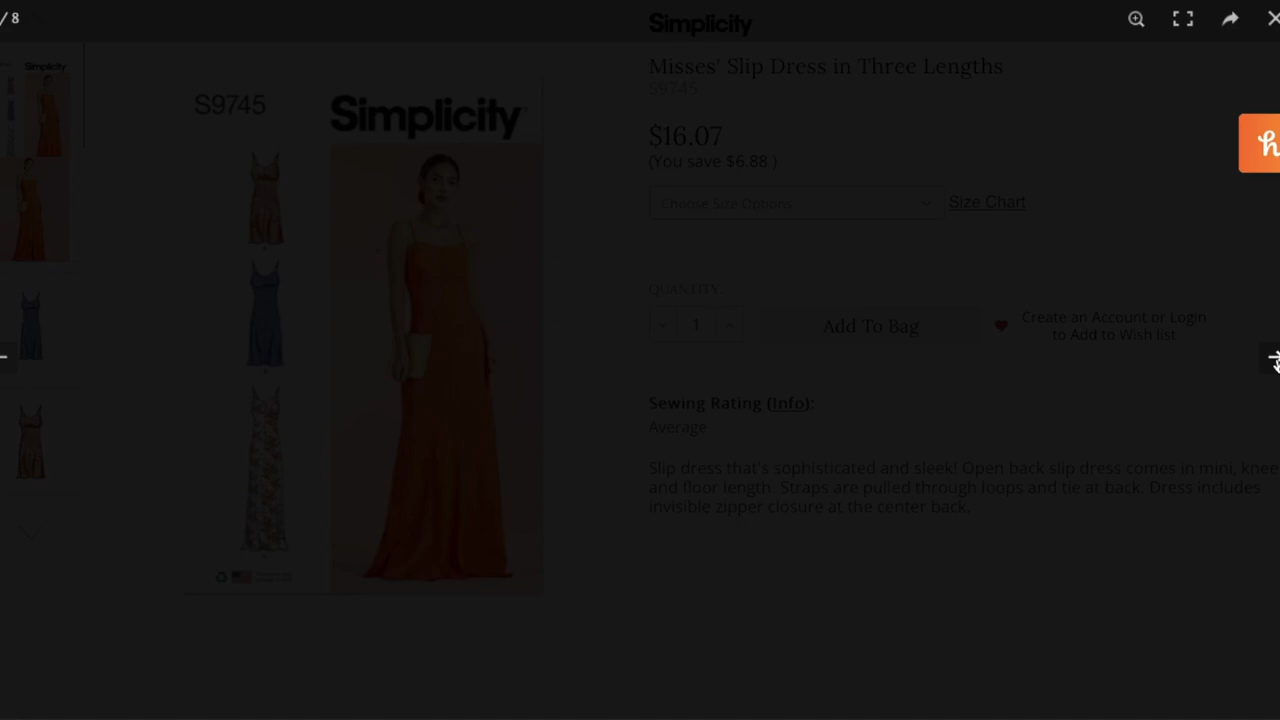 / 8
Simplicity
Misses' Slip Dress in Three Lengths
S9745
$16.07
(You save $6.88 )
Choose Size Options
Size Chart
QUANTITY
1
Add To Bag
Create an Account or Login
to Add to Wish list
Sewing Rating (Info):
Average
Slip dress that's sophisticated and sleek! Open back slip dress comes in mini, knee
and floor length. Straps are pulled through loops and tie at back. Dress includes
invisible zipper closure at the center back.
S9745
Simplicity
Simplicity
h